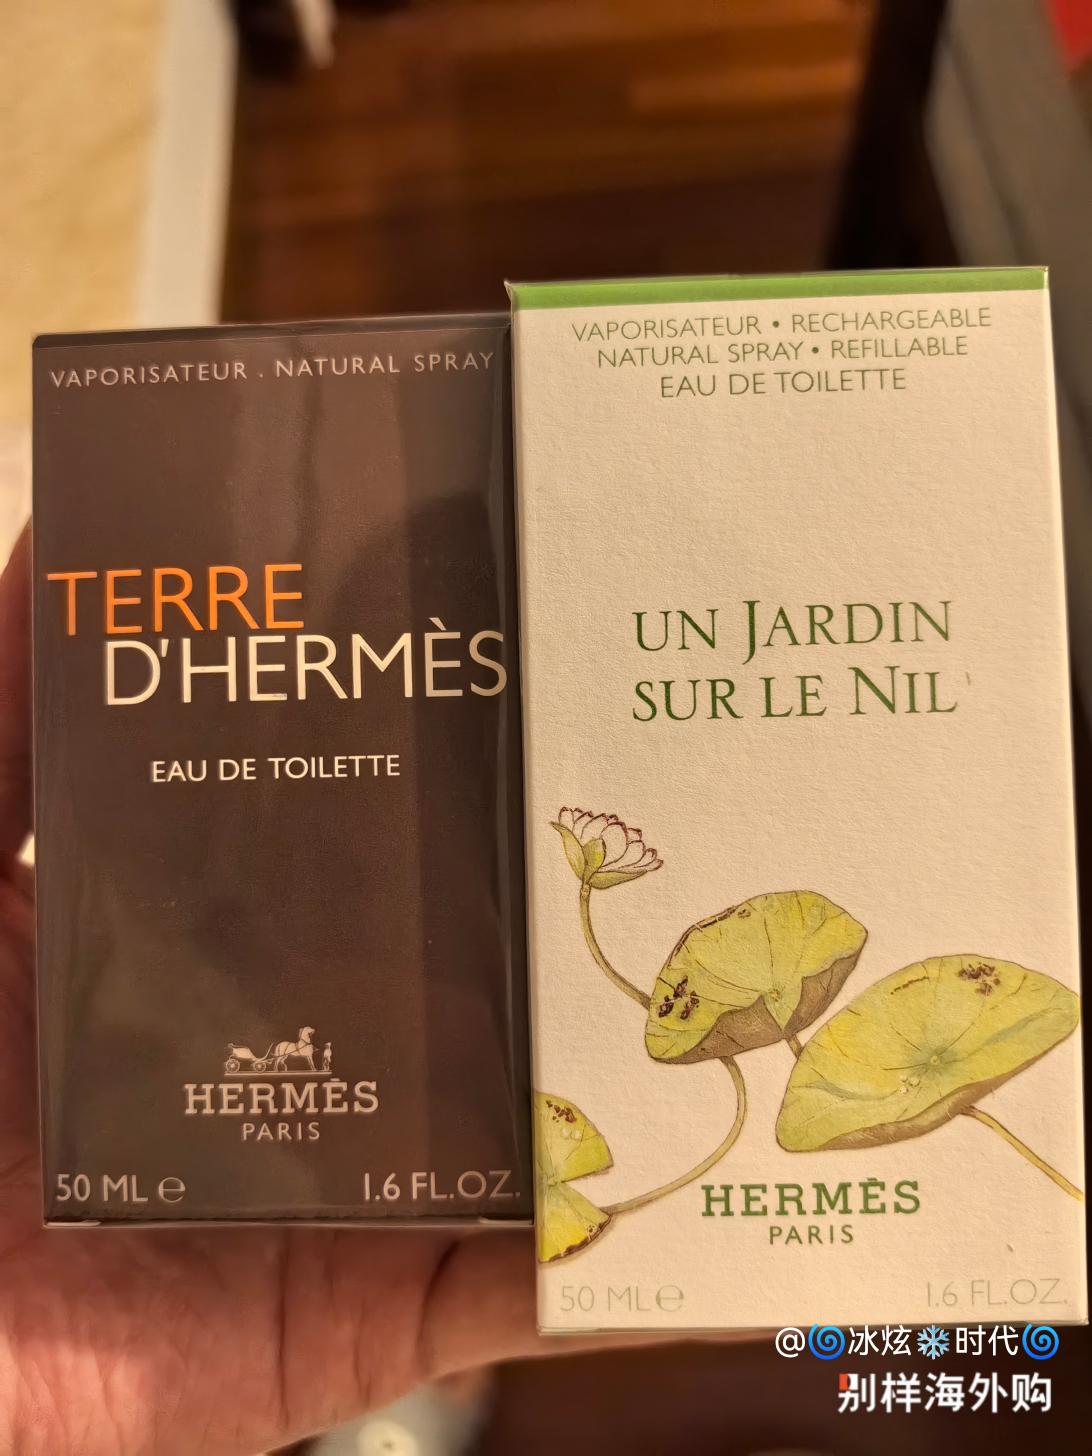 VAPORISATEUR . NATURAL SPRAY
TERRE
D'HERMÈS
EAU DE TOILETTE
HERMÈS
PARIS
50 ML ℮
1.6 FL.OZ.
VAPORISATEUR • RECHARGEABLE
NATURAL SPRAY • REFILLABLE
EAU DE TOILETTE
UN JARDIN
SUR LE NIL
HERMÈS
PARIS
50 ML ℮
1.6 FL.OZ.
@🌀冰炫❄️时代🌀
别样海外购